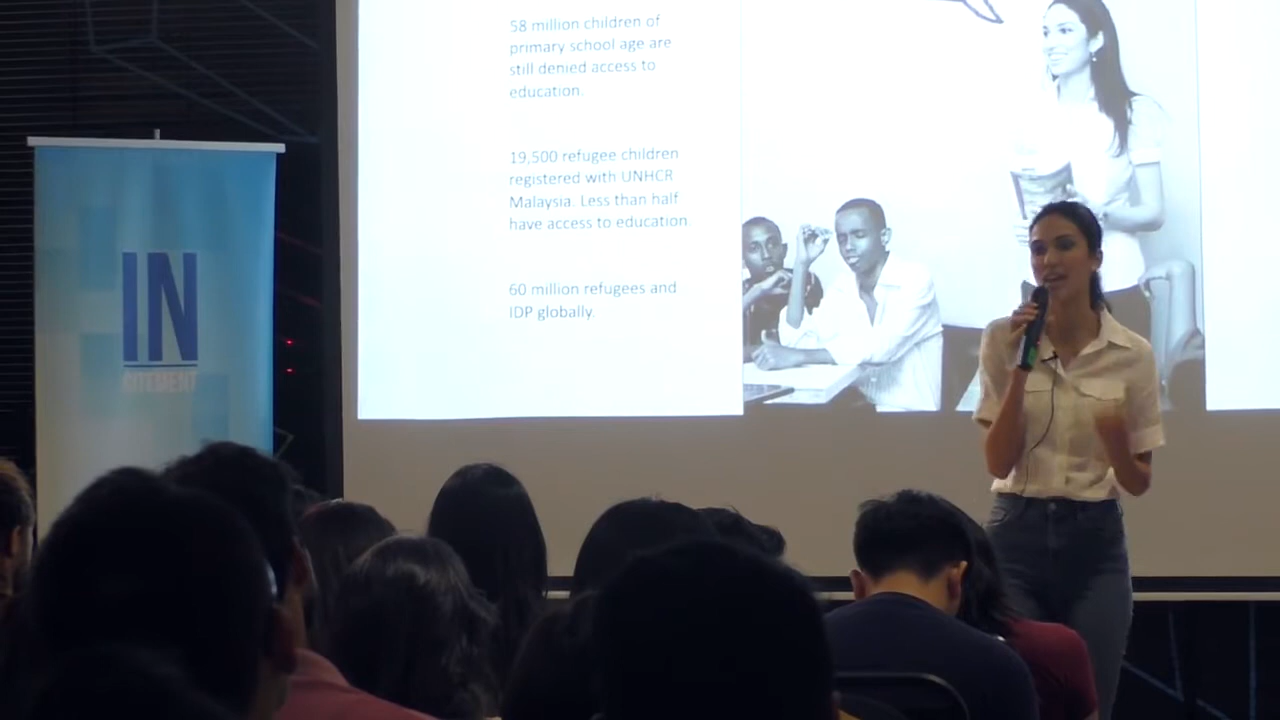 58 million children of
primary school age are
still denied access to
education.
19,500 refugee children
registered with UNHCR
Malaysia. Less than half
have access to education.
60 million refugees and
IDP globally.
IN